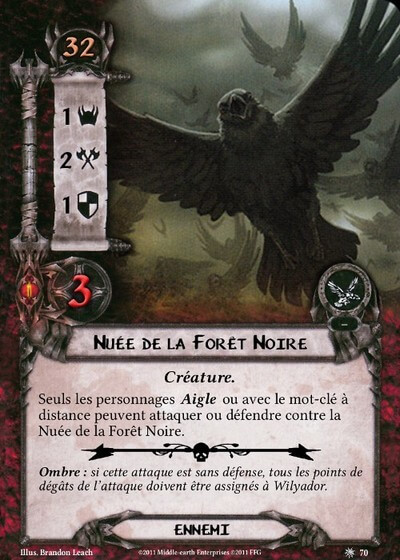 32
1
2
1
3
NUÉE DE LA FORÊT NOIRE
Créature.
Seuls les personnages Aigle ou avec le mot-clé à
distance peuvent attaquer ou défendre contre la
Nuée de la Forêt Noire.
Ombre : si cette attaque est sans défense, tous les points de
dégâts de l'attaque doivent être assignés à Wilyador.
ENNEMI
Illus. Brandon Leach ©2011 Middle-earth Enterprises ©2011 FFG 70